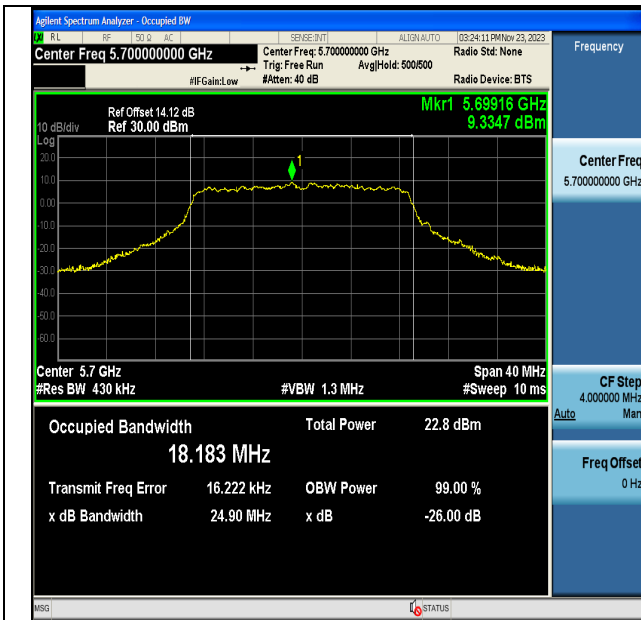 Agilent Spectrum Analyzer - Occupied BW
RL RF 50 Ω AC SENSE:INT ALIGN AUTO 03:24:11 PM Nov 23, 2023
Center Freq 5.700000000 GHz
Center Freq: 5.700000000 GHz
Radio Std: None
Trig: Free Run Avg|Hold: 500/500
#IFGain:Low
#Atten: 40 dB
Radio Device: BTS
Ref Offset 14.12 dB
10 dB/div Ref 30.00 dBm
Mkr1 5.69916 GHz
9.3347 dBm
Log
20.0
10.0
0.00
-10.0
-20.0
-30.0
-40.0
-50.0
-60.0
1
Center 5.7 GHz Span 40 MHz
#Res BW 430 kHz #VBW 1.3 MHz #Sweep 10 ms
Occupied Bandwidth Total Power 22.8 dBm
18.183 MHz
Transmit Freq Error 16.222 kHz OBW Power 99.00 %
x dB Bandwidth 24.90 MHz x dB -26.00 dB
MSG STATUS
Frequency
Center Freq
5.700000000 GHz
CF Step
4.000000 MHz
Auto Man
Freq Offset
0 Hz